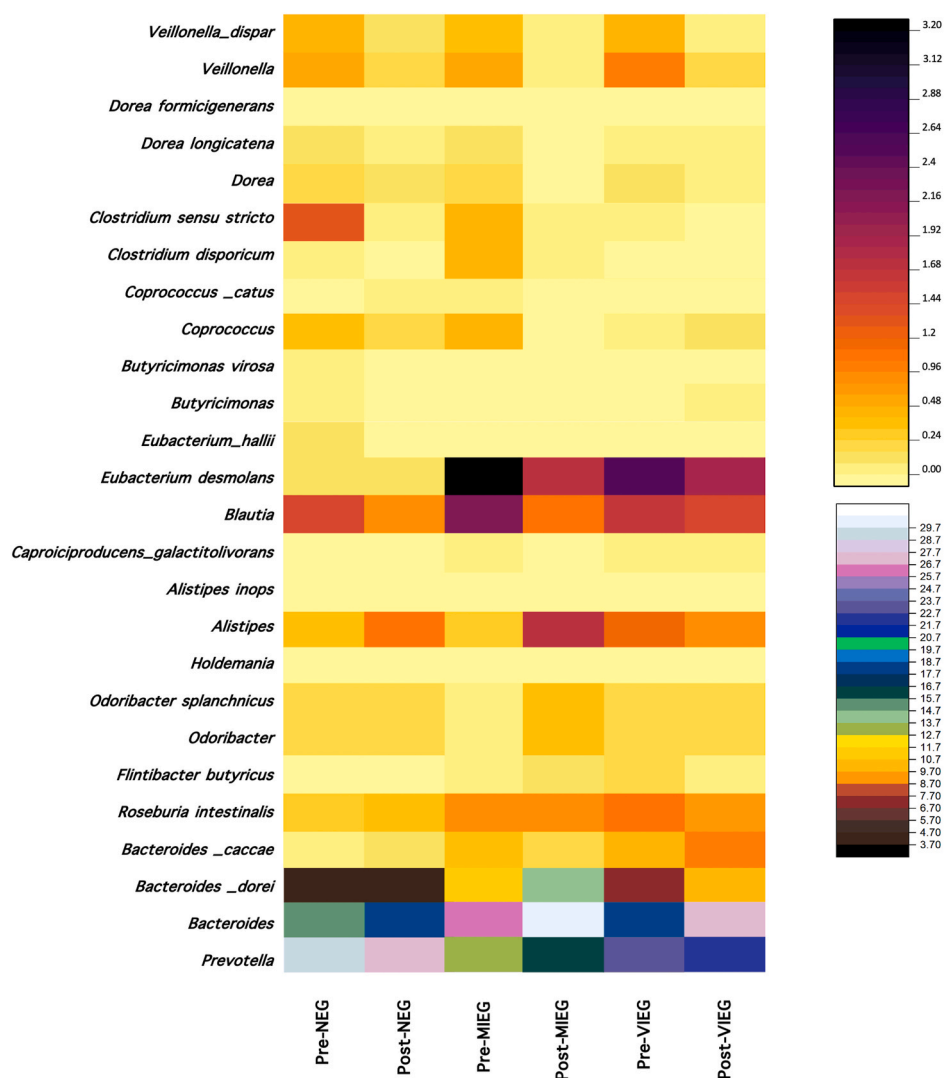 Veillonella_dispar
Veillonella
Dorea formicigenerans
Dorea longicatena
Dorea
Clostridium sensu stricto
Clostridium disporicum
Coprococcus _catus
Coprococcus
Butyricimonas virosa
Butyricimonas
Eubacterium_hallii
Eubacterium desmolans
Blautia
Caproiciproducens_galactitolivorans
Alistipes inops
Alistipes
Holdemania
Odoribacter splanchnicus
Odoribacter
Flintibacter butyricus
Roseburia intestinalis
Bacteroides _caccae
Bacteroides _dorei
Bacteroides
Prevotella
Pre-NEG
Post-NEG
Pre-MIEG
Post-MIEG
Pre-VIEG
Post-VIEG
3.20
3.12
2.88
2.64
2.4
2.16
1.92
1.68
1.44
1.2
0.96
0.48
0.24
0.00
29.7
28.7
27.7
26.7
25.7
24.7
23.7
22.7
21.7
20.7
19.7
18.7
17.7
16.7
15.7
14.7
13.7
12.7
11.7
10.7
9.70
8.70
7.70
6.70
5.70
4.70
3.70